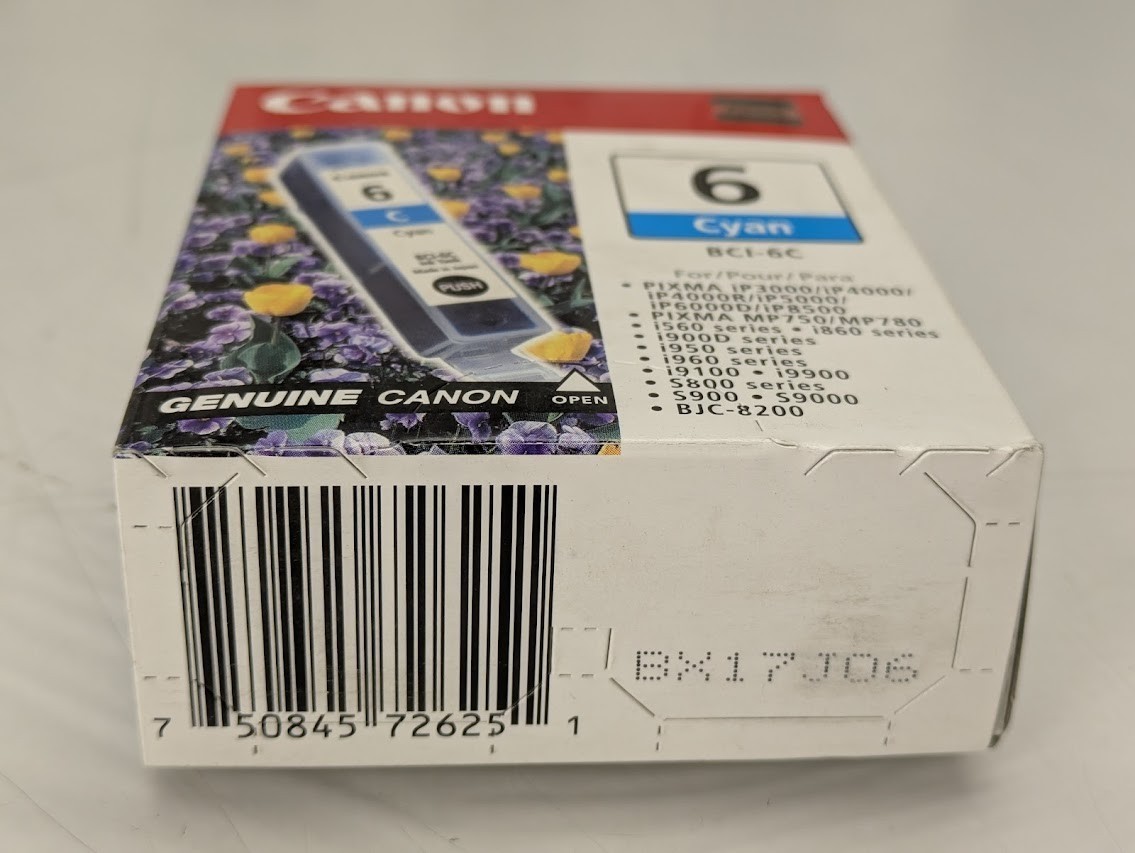 Canon
6
C
Cyan
PUSH
GENUINE CANON
OPEN
6
Cyan
BCI-6C
For/Pour/Para
• PIXMA iP3000/iP4000/
iP4000R/iP5000/
iP6000D/iP8500
• PIXMA MP750/MP780
• i560 series • i860 series
• i900D series
• i950 series
• i960 series
• i9100 • i9900
• S800 series
• S900 • S9000
• BJC-8200
7 50845 72625 1
BX17J06